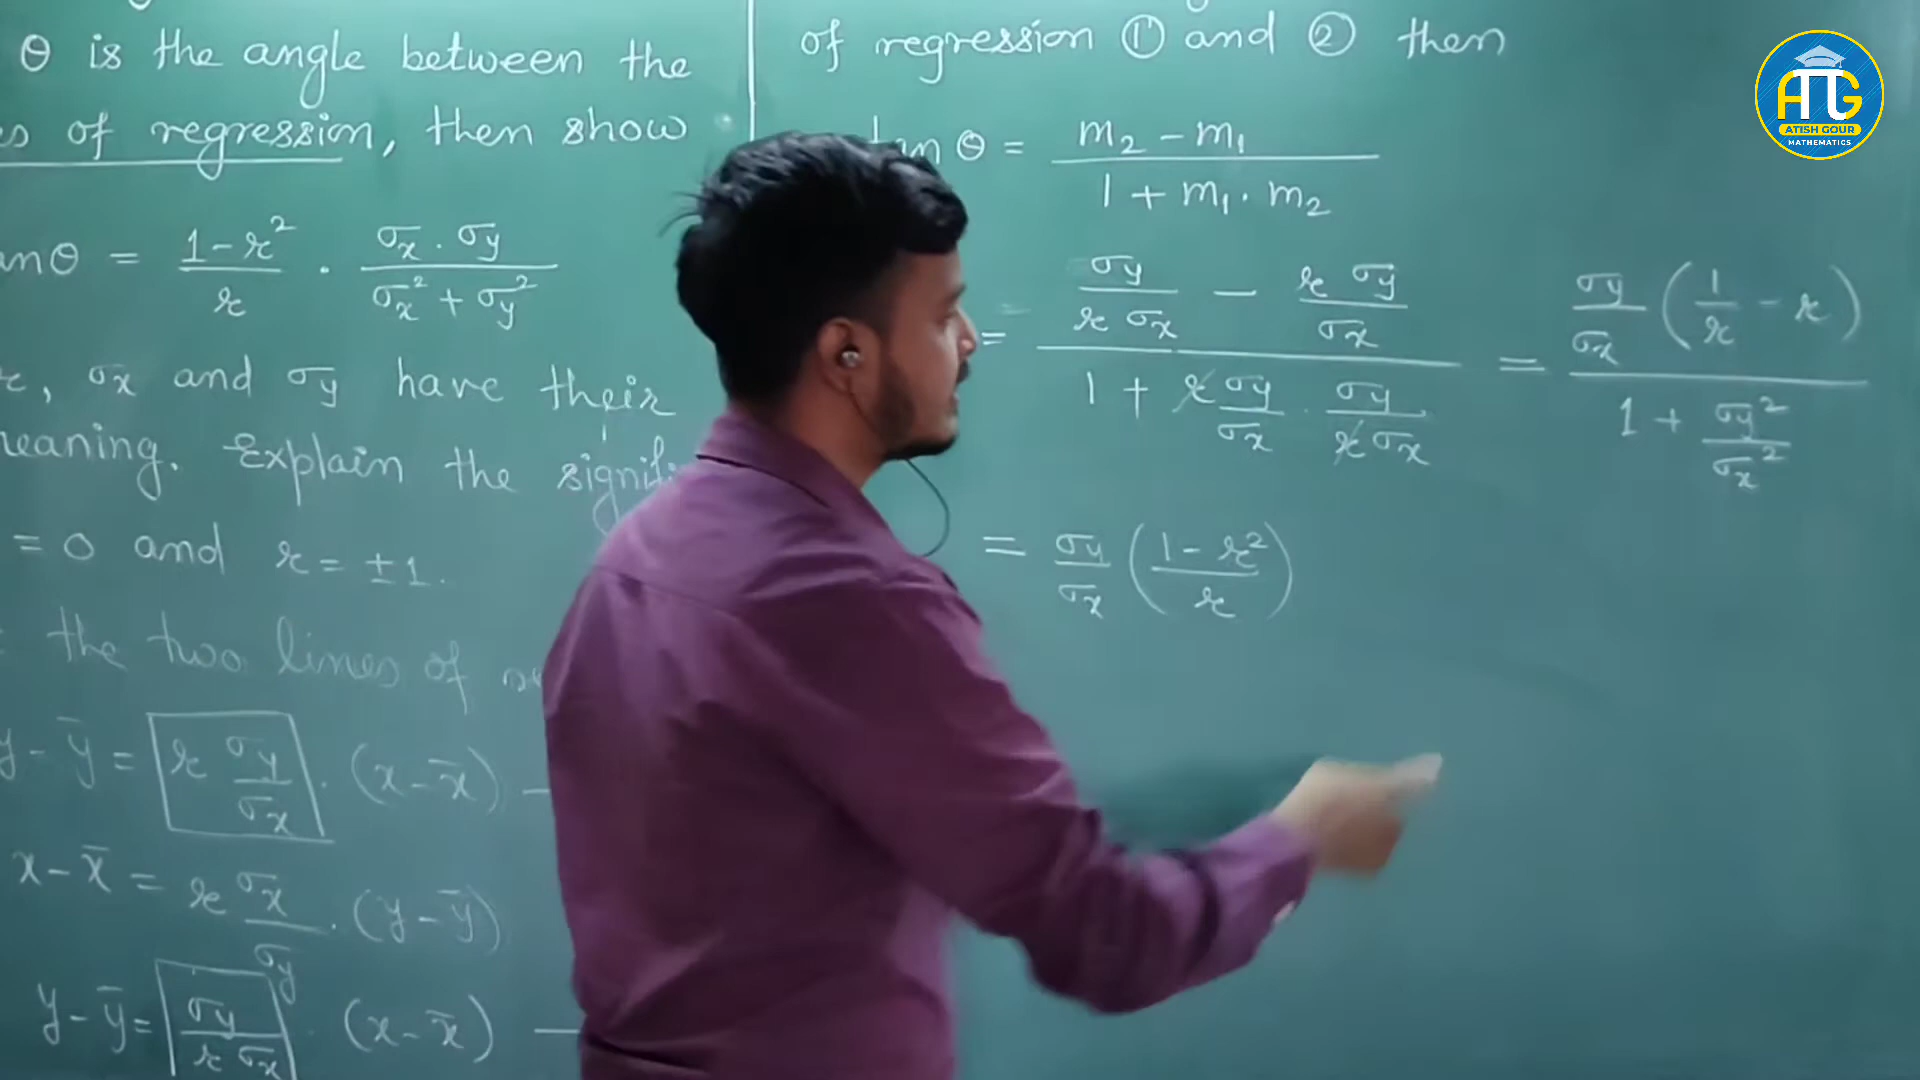 θ is the angle between the
of regression, then show
tan θ = (1 - r²)/r · (σx · σy)/(σx² + σy²)
r, σx and σy have their
meaning. Explain the
= 0 and r = ±1.
the two lines of
y - ȳ = r σy/σx · (x - x̄) -
x - x̄ = r σx/σy · (y - ȳ)
y - ȳ = σy/(r σx) · (x - x̄) -
of regression ① and ② then
tan θ = (m₂ - m₁)/(1 + m₁ · m₂)
= (σy/(r σx) - r σy/σx)/(1 + r σy/σx · σy/(r σx)) = (σy/σx (1/r - r))/(1 + σy²/σx²)
= σy/σx ((1 - r²)/r)
ATG
ATISH GOUR
MATHEMATICS